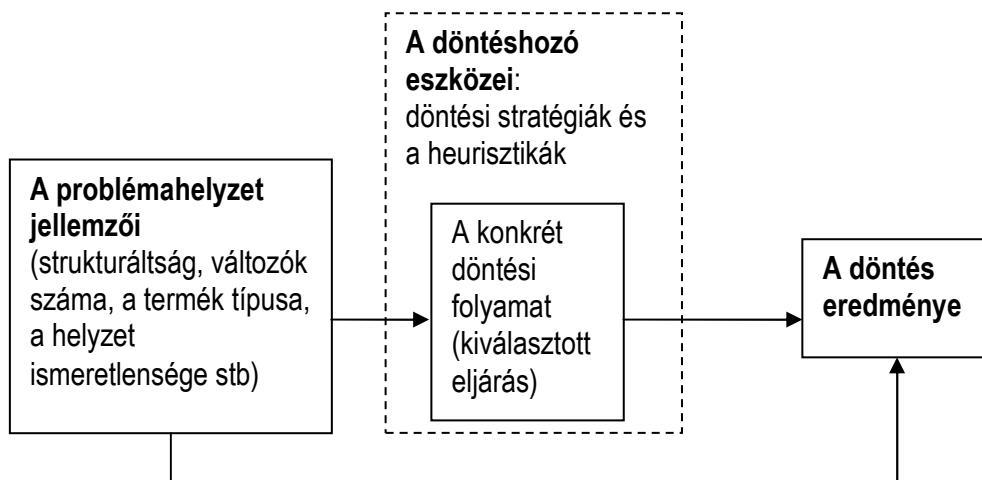 A problémahelyzet
jellemzői
(strukturáltság, változók
száma, a termék típusa,
a helyzet
ismeretlensége stb)
A döntéshozó
eszközei:
döntési stratégiák és
a heurisztikák
A konkrét
döntési
folyamat
(kiválasztott
eljárás)
A döntés
eredménye